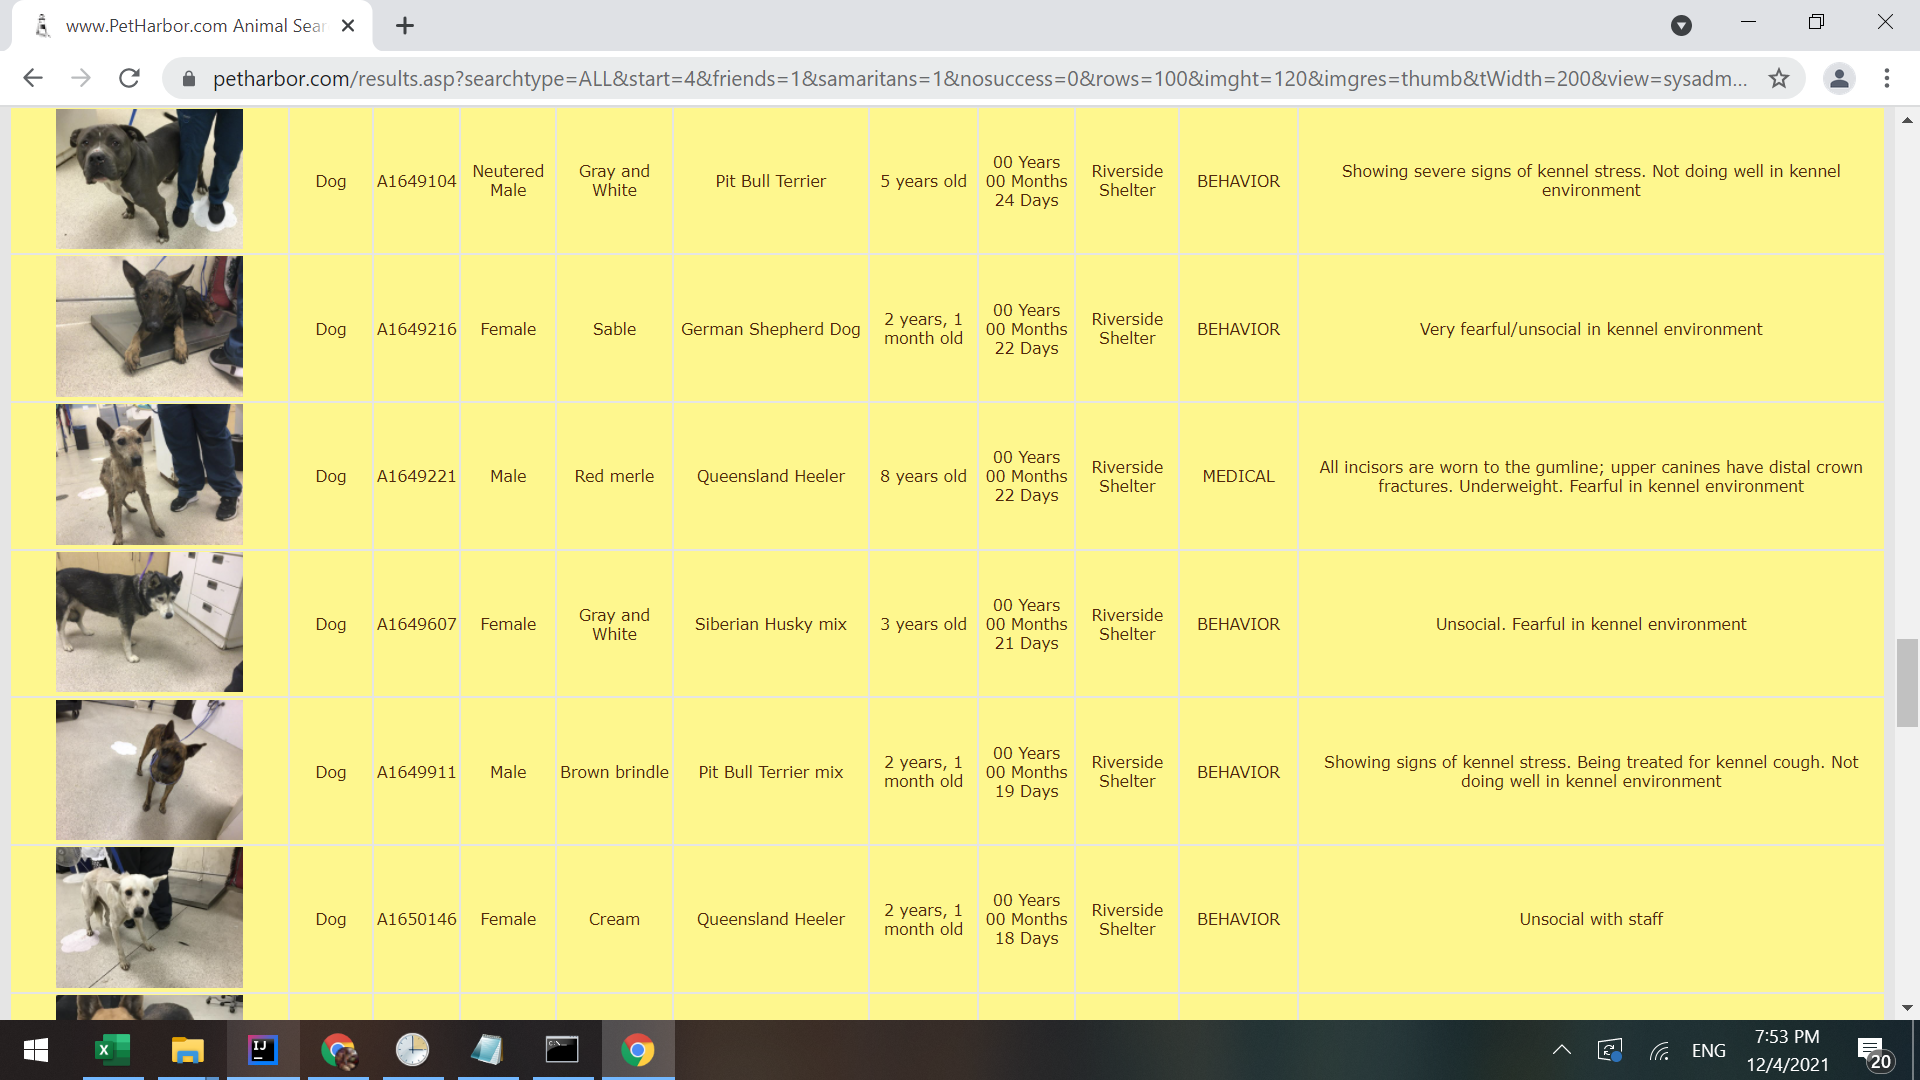 www.PetHarbor.com Animal Sear
petharbor.com/results.asp?searchtype=ALL&start=4&friends=1&samaritans=1&nosuccess=0&rows=100&imght=120&imgres=thumb&tWidth=200&view=sysadm...
Dog
A1649104
Neutered
Male
Gray and
White
Pit Bull Terrier
5 years old
00 Years
00 Months
24 Days
Riverside
Shelter
BEHAVIOR
Showing severe signs of kennel stress. Not doing well in kennel
environment
Dog
A1649216
Female
Sable
German Shepherd Dog
2 years, 1
month old
00 Years
00 Months
22 Days
Riverside
Shelter
BEHAVIOR
Very fearful/unsocial in kennel environment
Dog
A1649221
Male
Red merle
Queensland Heeler
8 years old
00 Years
00 Months
22 Days
Riverside
Shelter
MEDICAL
All incisors are worn to the gumline; upper canines have distal crown
fractures. Underweight. Fearful in kennel environment
Dog
A1649607
Female
Gray and
White
Siberian Husky mix
3 years old
00 Years
00 Months
21 Days
Riverside
Shelter
BEHAVIOR
Unsocial. Fearful in kennel environment
Dog
A1649911
Male
Brown brindle
Pit Bull Terrier mix
2 years, 1
month old
00 Years
00 Months
19 Days
Riverside
Shelter
BEHAVIOR
Showing signs of kennel stress. Being treated for kennel cough. Not
doing well in kennel environment
Dog
A1650146
Female
Cream
Queensland Heeler
2 years, 1
month old
00 Years
00 Months
18 Days
Riverside
Shelter
BEHAVIOR
Unsocial with staff
ENG
7:53 PM
12/4/2021
20